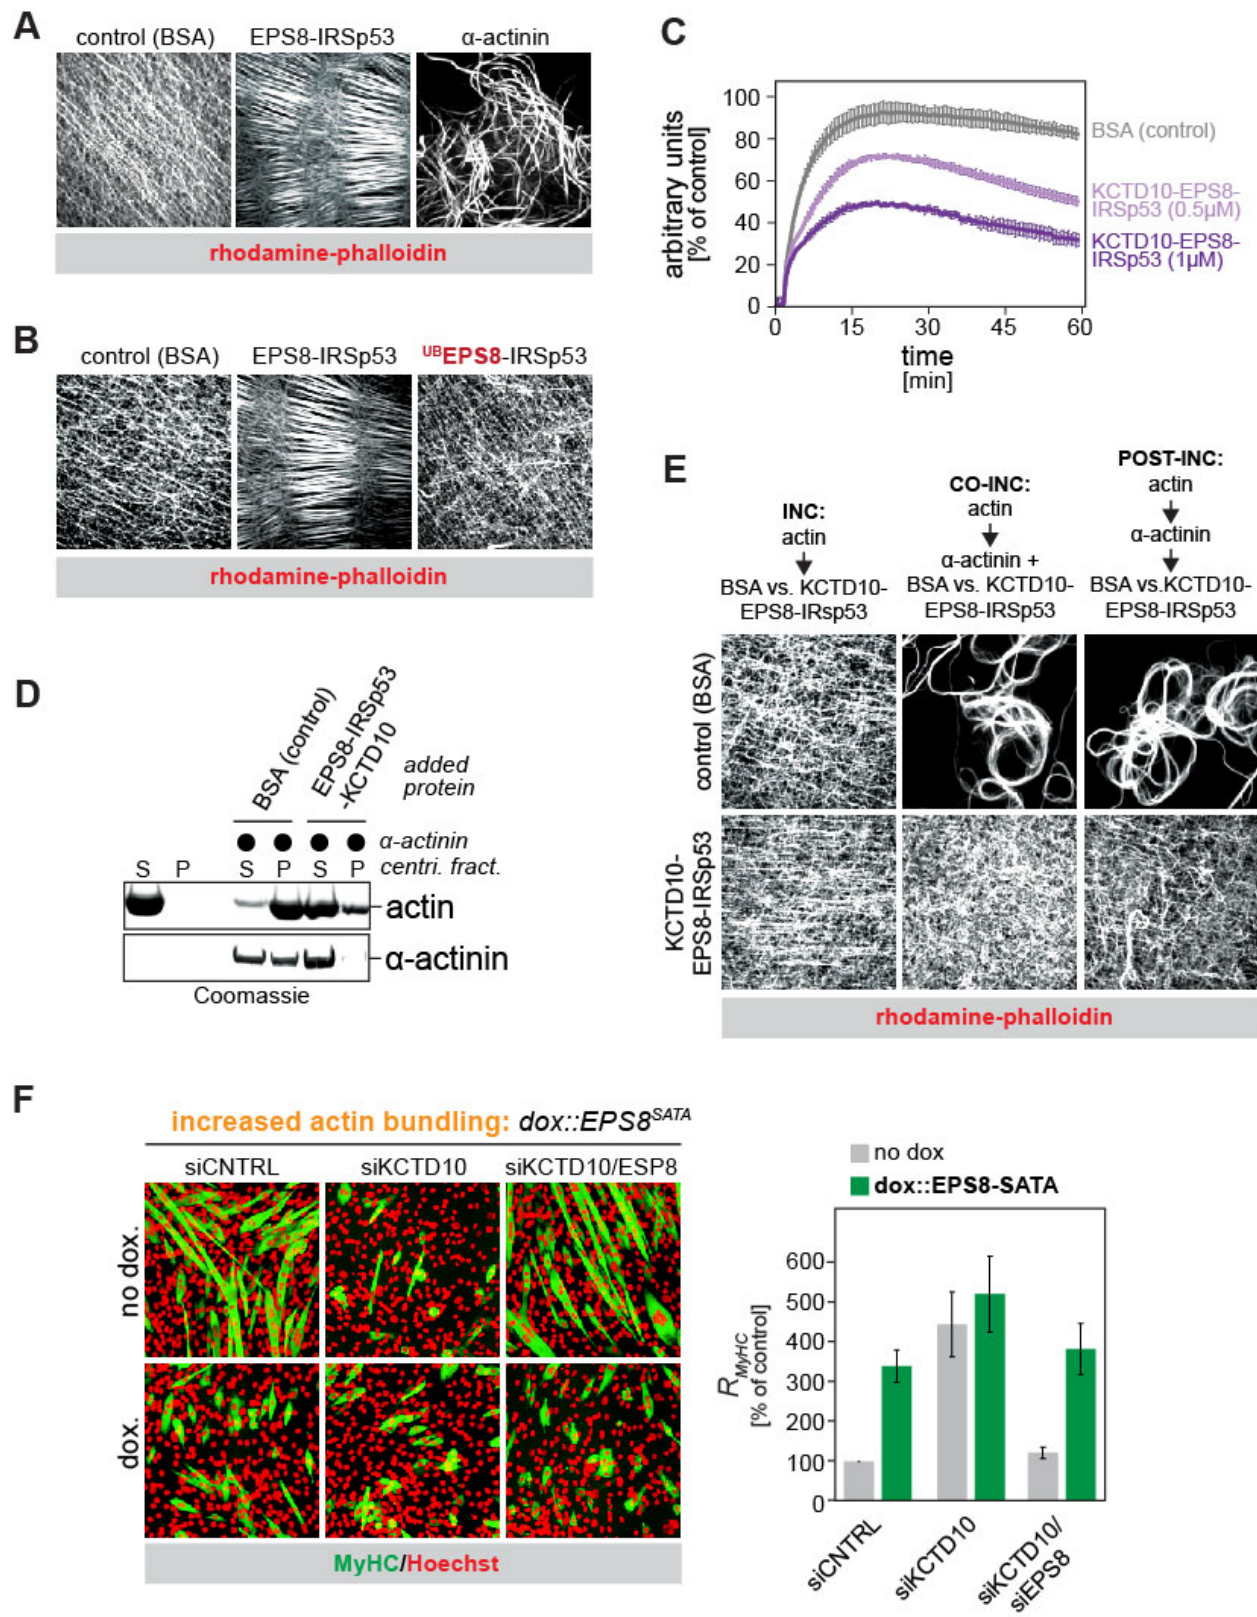 A
control (BSA)
EPS8-IRSp53
α-actinin
rhodamine-phalloidin
B
control (BSA)
EPS8-IRSp53
UBEPS8-IRSp53
rhodamine-phalloidin
C
arbitrary units
[% of control]
100
80
60
40
20
0
0
15
30
45
60
time
[min]
BSA (control)
KCTD10-EPS8-
IRSp53 (0.5μM)
KCTD10-EPS8-
IRSp53 (1μM)
D
BSA (control)
EPS8-IRSp53
-KCTD10
added
protein
α-actinin
S P S P S P centri. fract.
actin
α-actinin
Coomassie
E
INC:
actin
BSA vs. KCTD10-
EPS8-IRsp53
CO-INC:
actin
α-actinin +
BSA vs. KCTD10-
EPS8-IRSp53
POST-INC:
actin
α-actinin
BSA vs.KCTD10-
EPS8-IRSp53
control (BSA)
KCTD10-
EPS8-IRSp53
rhodamine-phalloidin
F
increased actin bundling: dox::EPS8SATA
siCNTRL
siKCTD10
siKCTD10/ESP8
no dox.
dox.
MyHC/Hoechst
no dox
dox::EPS8-SATA
RMyHC
[% of control]
600
500
400
300
200
100
0
siCNTRL
siKCTD10
siKCTD10/
siEPS8